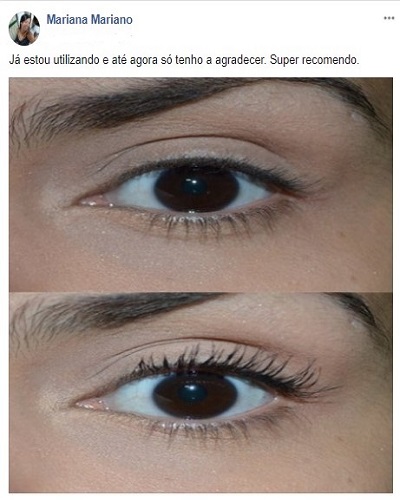 Mariana Mariano
Já estou utilizando e até agora só tenho a agradecer. Super recomendo.